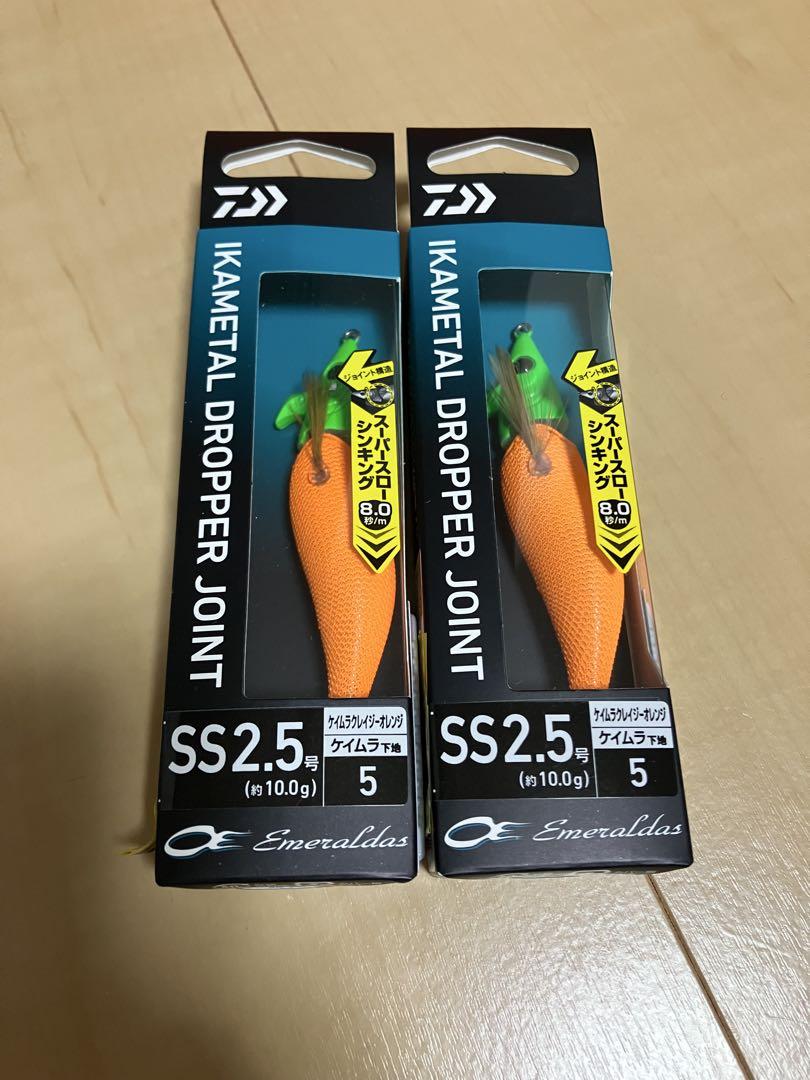 IKAMETAL DROPPER JOINT
ジョイント構造
スーパースロー
シンキング
8.0
秒/m
SS 2.5号
(約10.0g)
ケイムラクレイジーオレンジ
ケイムラ下地
5
Emeraldas
IKAMETAL DROPPER JOINT
ジョイント構造
スーパースロー
シンキング
8.0
秒/m
SS 2.5号
(約10.0g)
ケイムラクレイジーオレンジ
ケイムラ下地
5
Emeraldas